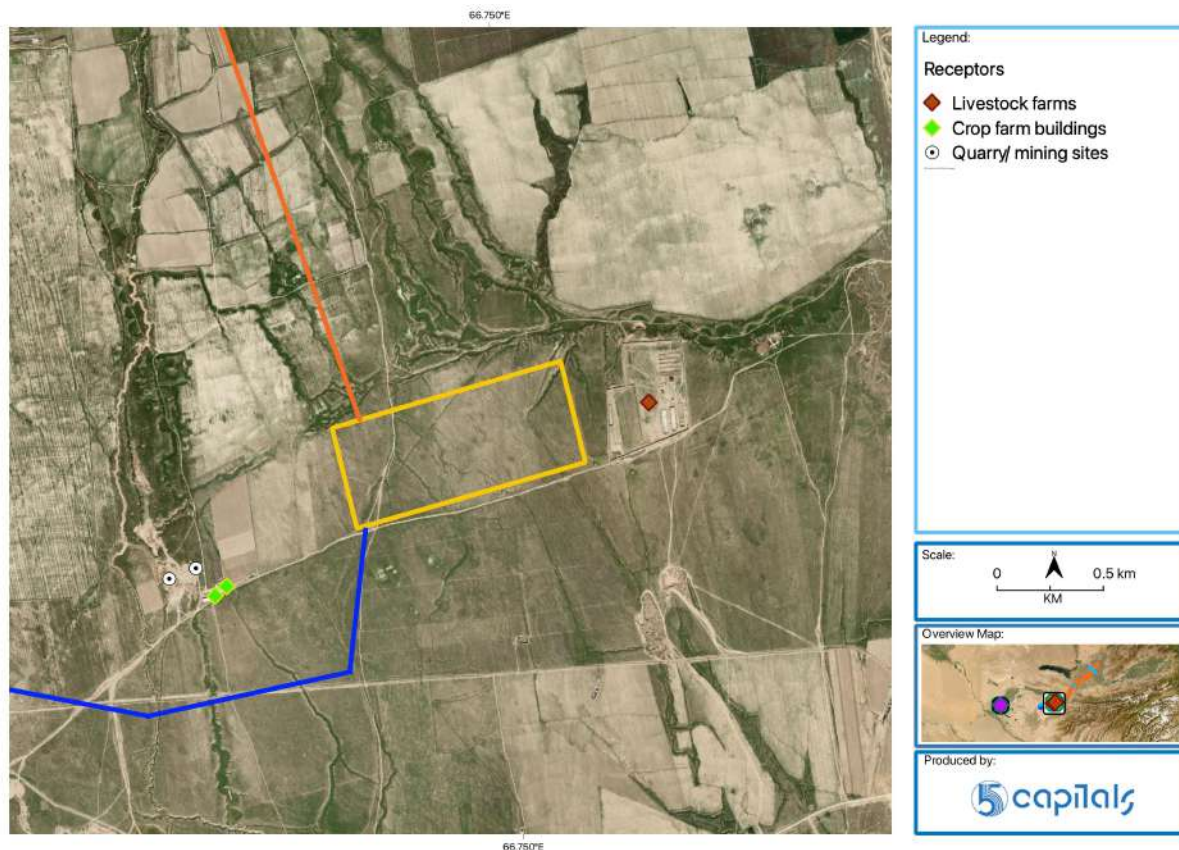 66.750°E
Legend:
Receptors
Livestock farms
Crop farm buildings
Quarry/ mining sites
Scale:
N
0 0.5 km
KM
Overview Map:
Produced by:
5 capitals
66.750°E